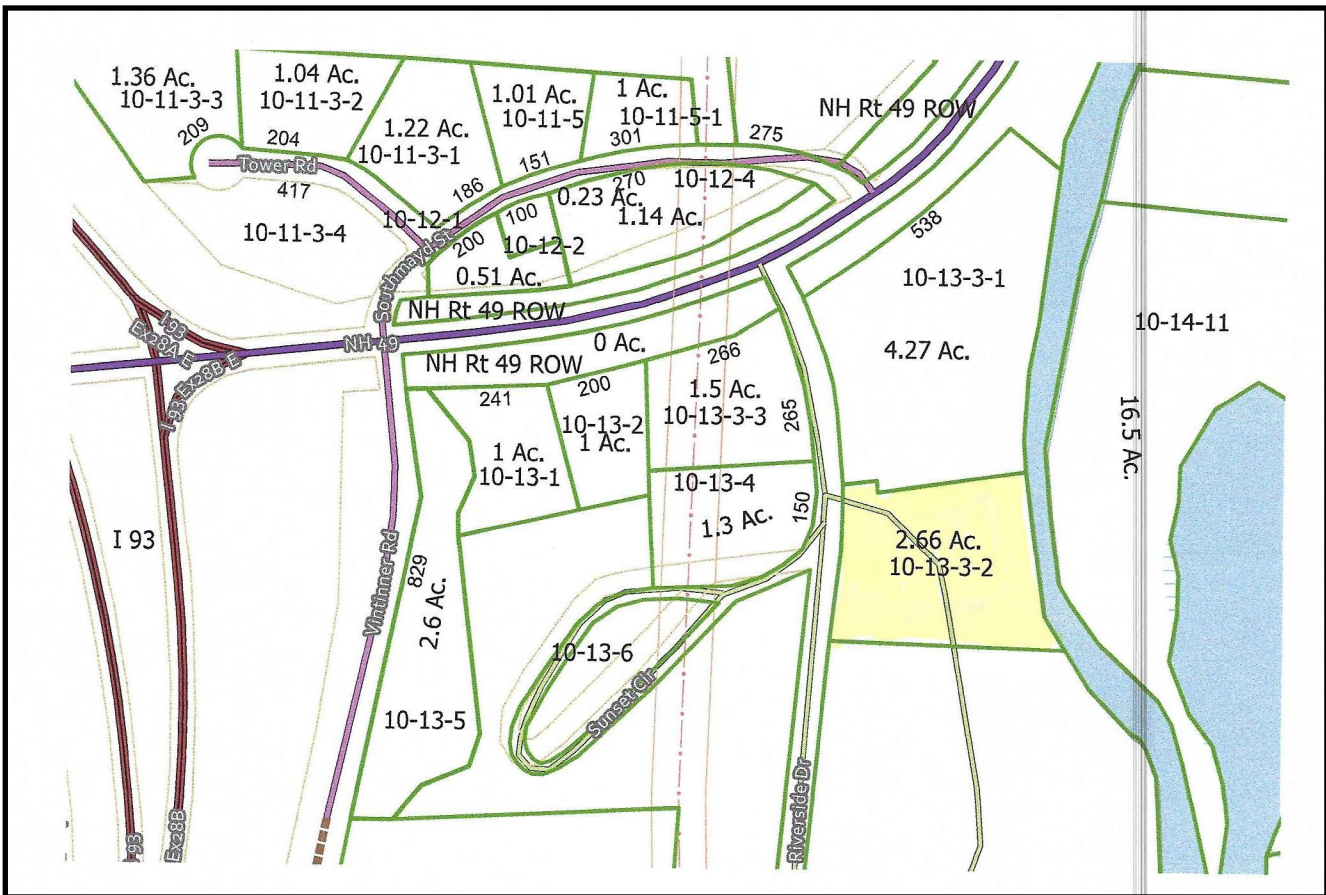 1.36 Ac.
10-11-3-3
1.04 Ac.
10-11-3-2
1.22 Ac.
10-11-3-1
1.01 Ac.
10-11-5
1 Ac.
10-11-5-1
NH Rt 49 ROW
209
204
Tower Rd
417
186
151
301
275
270
10-12-4
10-11-3-4
10-12-1
Southmayd St
100
200
0.23 Ac.
1.14 Ac.
10-12-2
0.51 Ac.
538
10-13-3-1
4.27 Ac.
10-14-11
16.5 Ac.
NH Rt 49 ROW
I 93
Ex28A E
I 93 Ex28B E
NH 49
NH Rt 49 ROW
0 Ac.
266
241
200
1.5 Ac.
10-13-3-3
265
10-13-2
1 Ac.
1 Ac.
10-13-1
10-13-4
1.3 Ac.
150
2.66 Ac.
10-13-3-2
I 93
Vintinner Rd
829
2.6 Ac.
10-13-5
10-13-6
Sunset Cir
Riverside Dr
I 93
Ex28B